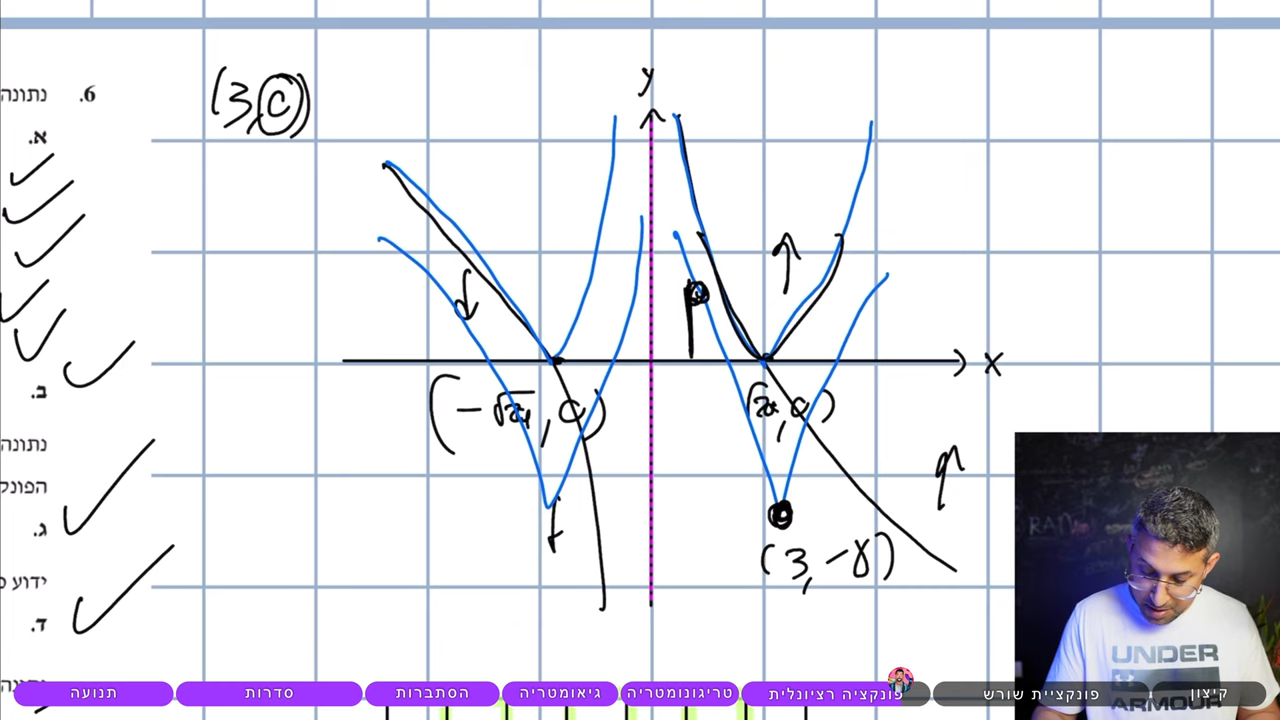 .6 נתונה
א.
ב.
נתונה
הפונק
ג.
ידוע
ד.
(3,0)
y
x
(-√a, 0)
f
(3, -8)
UNDER
ARMOUR
תנועה
סדרות
הסתברות
גיאומטריה
טריגונומטריה
פונקציה רציונלית
פונקציית שורש
קיצון